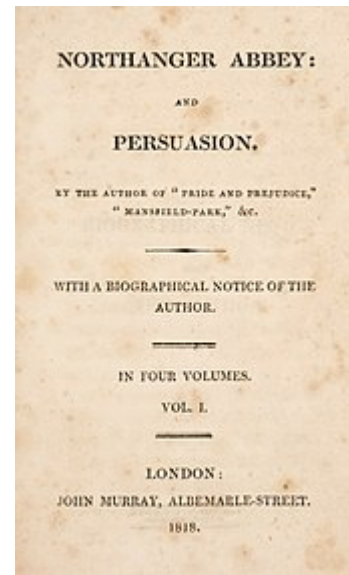 NORTHANGER ABBEY:
AND
PERSUASION.
BY THE AUTHOR OF " PRIDE AND PREJUDICE,"
" MANSFIELD-PARK," &c.
WITH A BIOGRAPHICAL NOTICE OF THE
AUTHOR.
IN FOUR VOLUMES.
VOL. I.
LONDON:
JOHN MURRAY, ALBEMARLE-STREET.
1818.